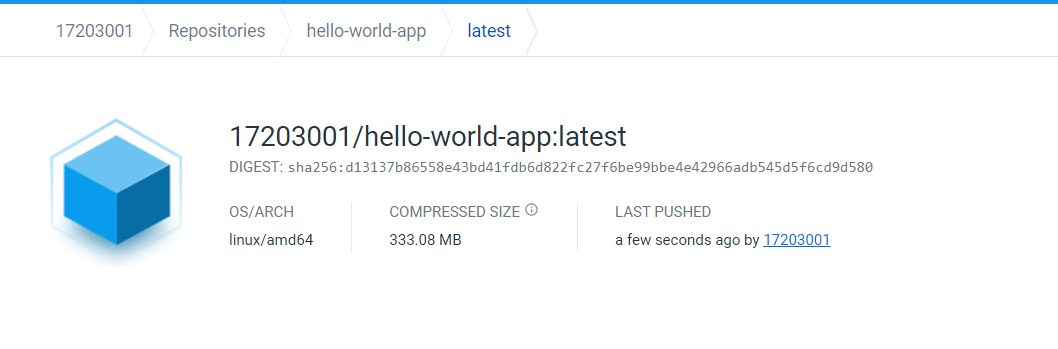 17203001 Repositories hello-world-app latest
17203001/hello-world-app:latest
DIGEST: sha256:d13137b86558e43bd41fdb6d822fc27f6be99bbe4e42966adb545d5f6cd9d580
OS/ARCH COMPRESSED SIZE LAST PUSHED
linux/amd64 333.08 MB a few seconds ago by 17203001